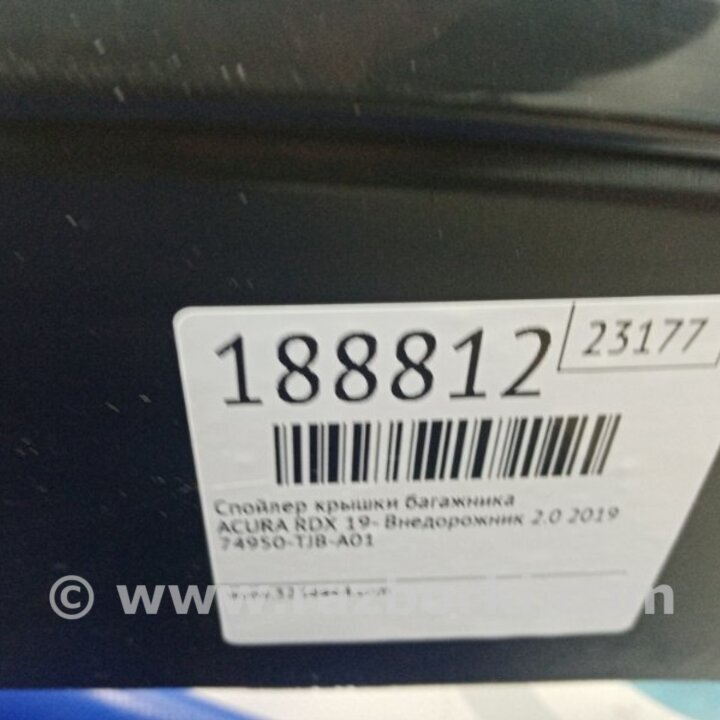 188812
23177
Спойлер крышки багажника
ACURA RDX 19- Внедорожник 2.0 2019
74950-TJB-A01